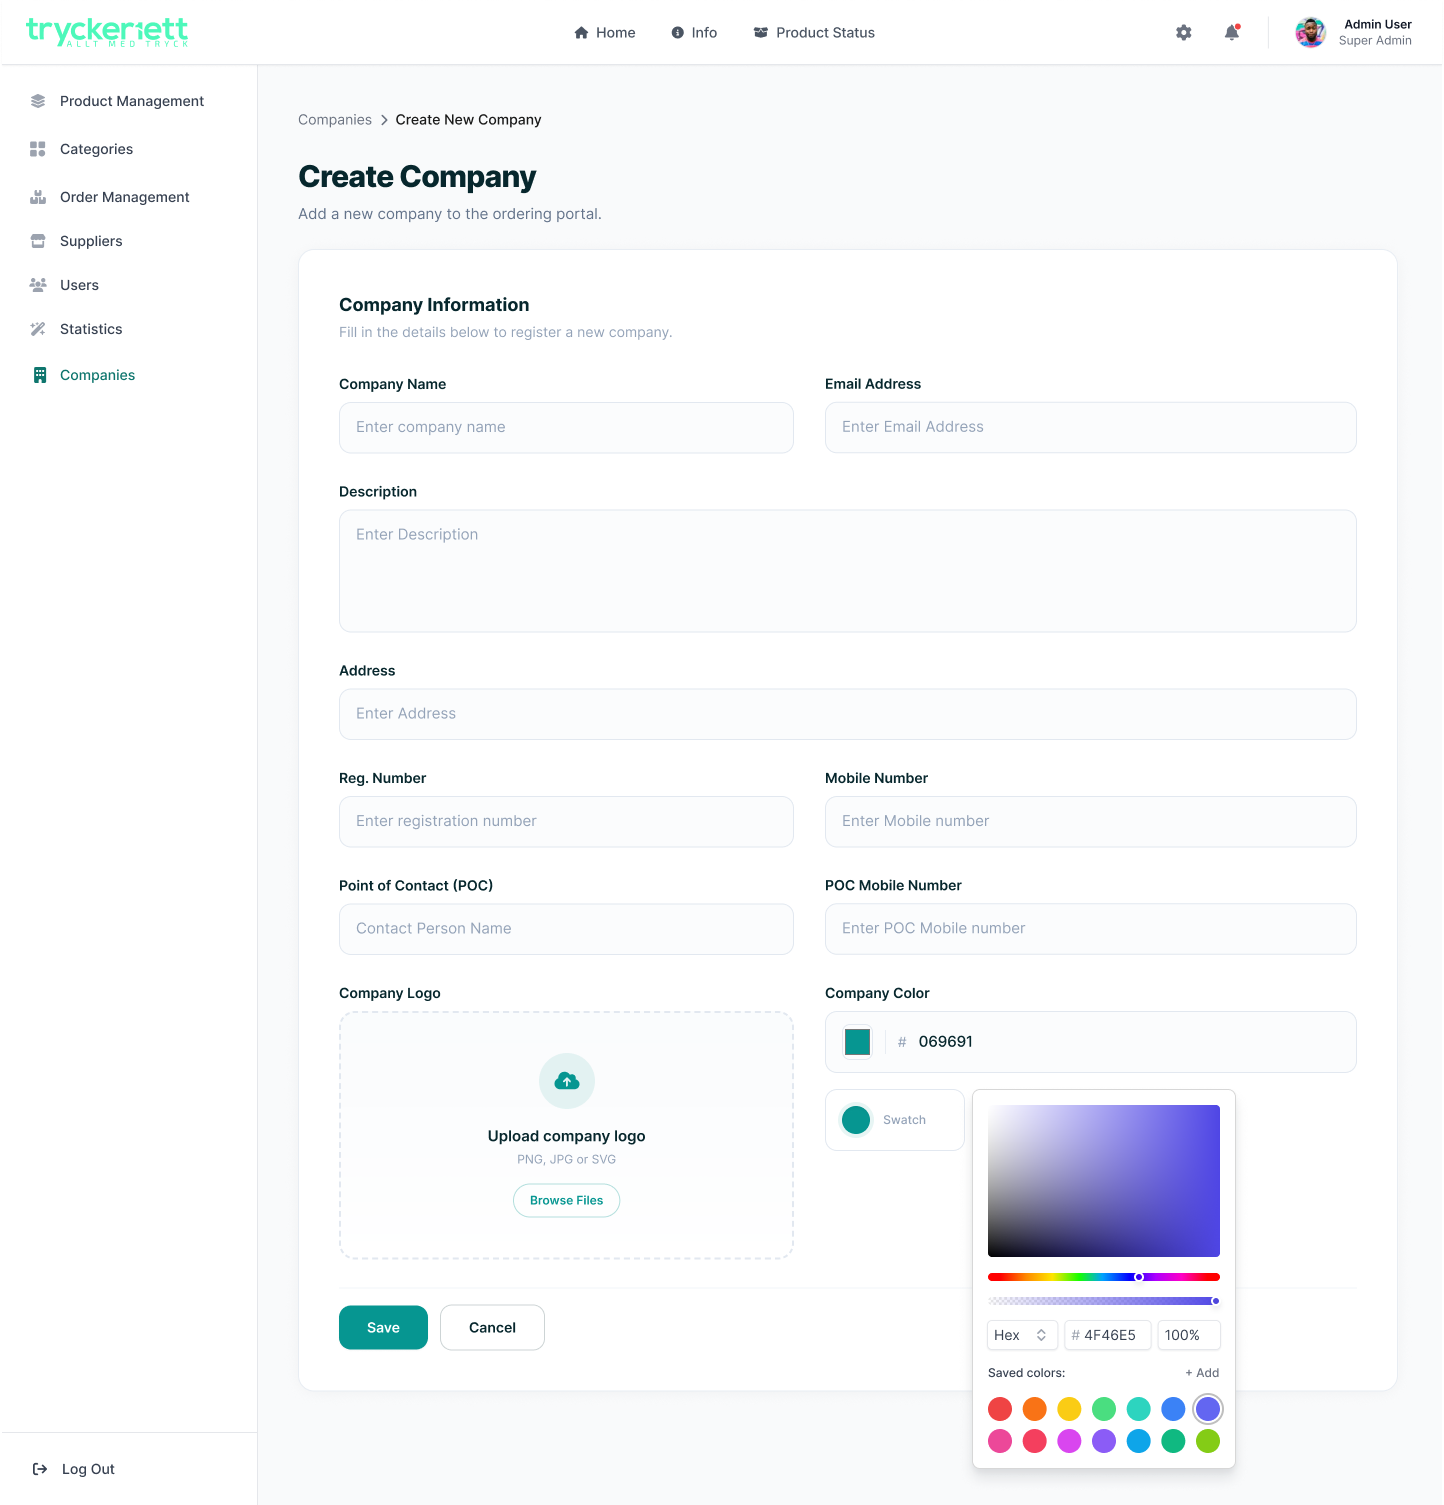 tryckeriett
ALLT MED TRYCK
Home
Info
Product Status
Admin User
Super Admin
Product Management
Categories
Order Management
Suppliers
Users
Statistics
Companies
Log Out
Companies > Create New Company
Create Company
Add a new company to the ordering portal.
Company Information
Fill in the details below to register a new company.
Company Name
Enter company name
Email Address
Enter Email Address
Description
Enter Description
Address
Enter Address
Reg. Number
Enter registration number
Mobile Number
Enter Mobile number
Point of Contact (POC)
Contact Person Name
POC Mobile Number
Enter POC Mobile number
Company Logo
Upload company logo
PNG, JPG or SVG
Browse Files
Company Color
# 069691
Swatch
Hex # 4F46E5 100%
Saved colors: + Add
Save
Cancel